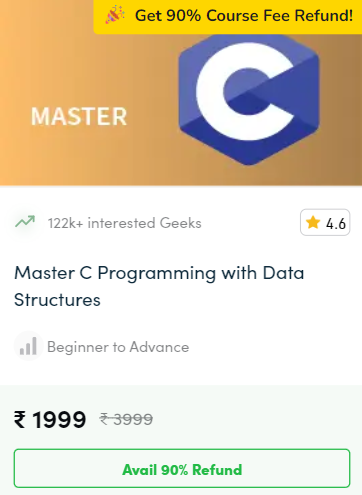 🎉 Get 90% Course Fee Refund!
MASTER
C
122k+ interested Geeks
4.6
Master C Programming with Data
Structures
Beginner to Advance
₹ 1999 ₹ 3999
Avail 90% Refund